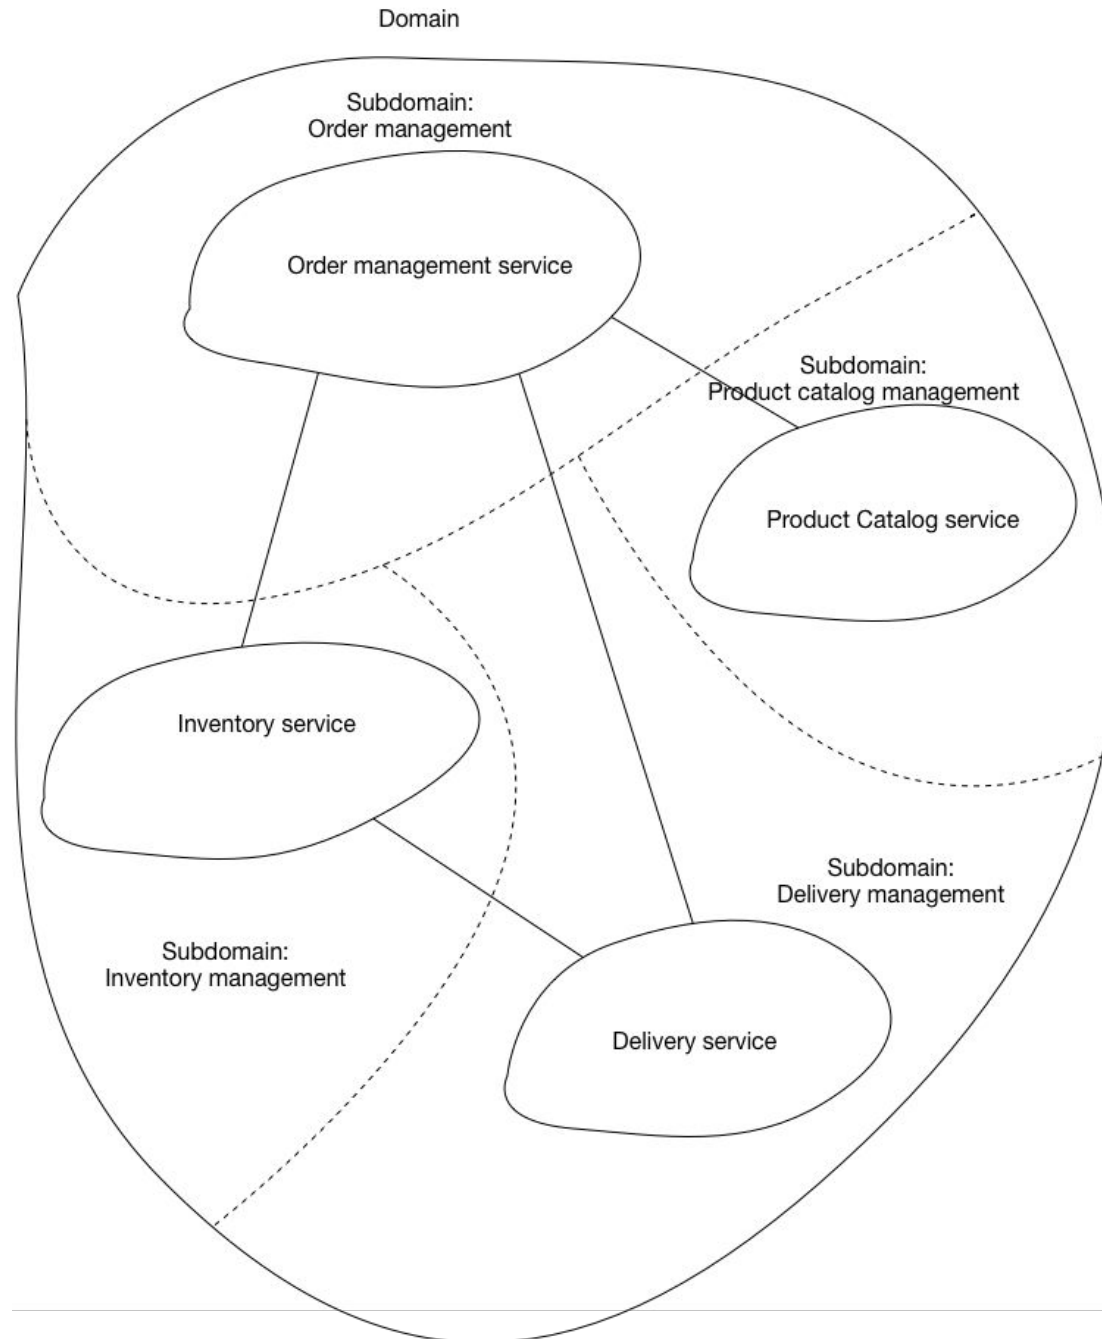 Domain
Subdomain:
Order management
Order management service
Subdomain:
Product catalog management
Product Catalog service
Inventory service
Subdomain:
Delivery management
Subdomain:
Inventory management
Delivery service